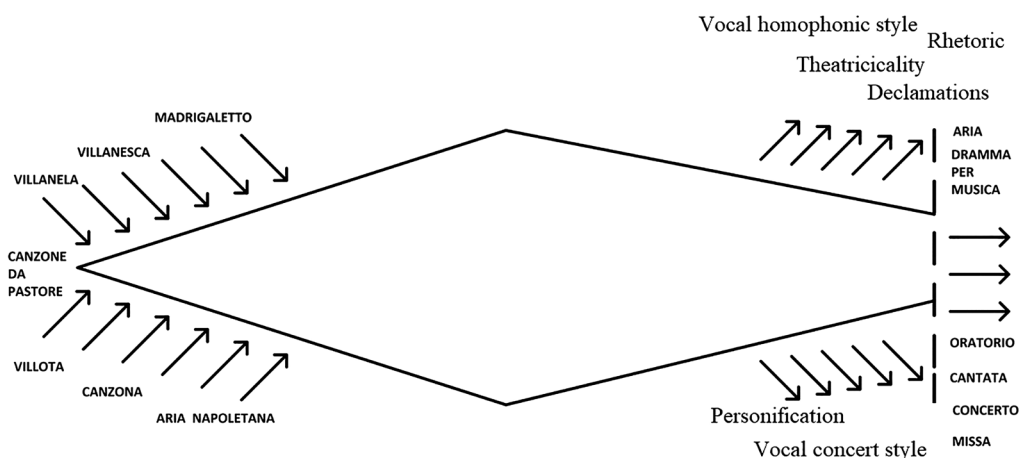 Vocal homophonic style
Rhetoric
Theatricicality
Declamations
MADRIGALETTO
VILLANESCA
VILLANELA
CANZONE
DA
PASTORE
VILLOTA
CANZONA
ARIA NAPOLETANA
ARIA
DRAMMA
PER
MUSICA
ORATORIO
CANTATA
CONCERTO
MISSA
Personification
Vocal concert style